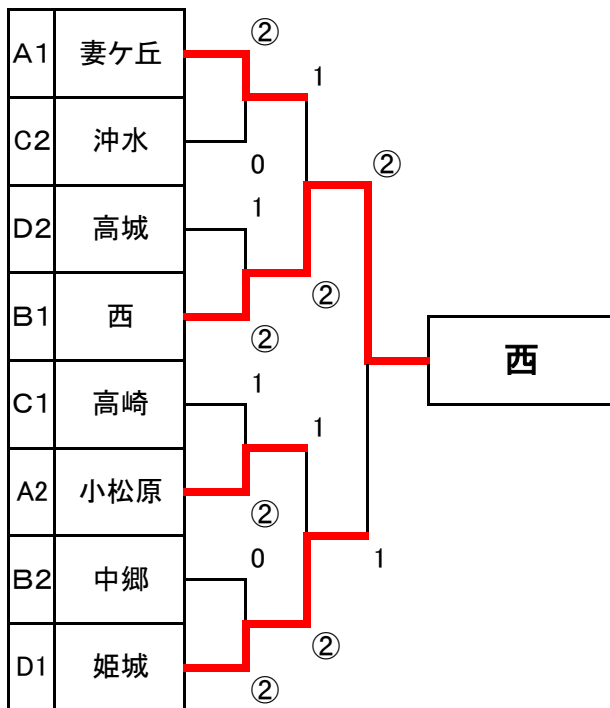 A1 妻ケ丘 ②
1
C2 沖水 0
②
D2 高城 1
B1 西 ②
②
西
C1 高崎 1
1
A2 小松原 ②
B2 中郷 0
1
②
D1 姫城 ②